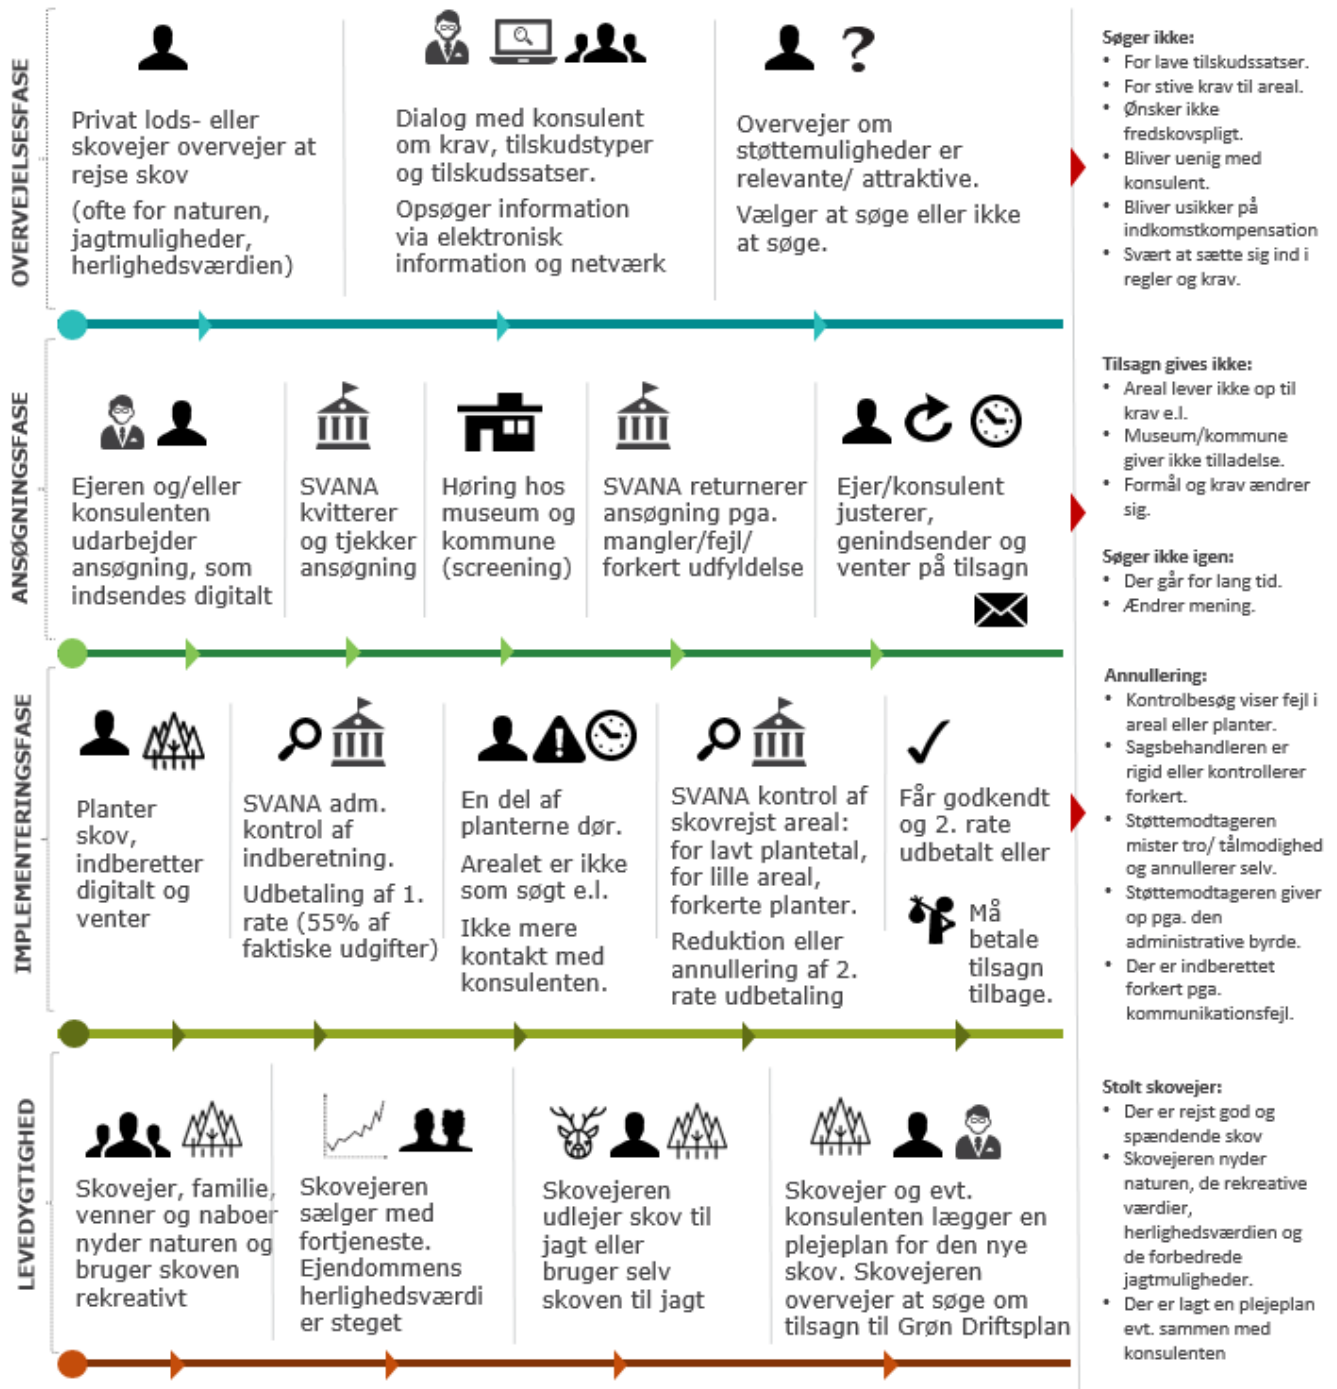 OVERVEJELSESFASE
Privat lods- eller
skovejer overvejer at
rejse skov
(ofte for naturen,
jagtmuligheder,
herlighedsværdien)
Dialog med konsulent
om krav, tilskudstyper
og tilskudssatser.
Opsøger information
via elektronisk
information og netværk
?
Overvejer om
støttemuligheder er
relevante/ attraktive.
Vælger at søge eller ikke
at søge.
Søger ikke:
• For lave tilskudssatser.
• For stive krav til areal.
• Ønsker ikke
fredskovspligt.
• Bliver uenig med
konsulent.
• Bliver usikker på
indkomstkompensation
• Svært at sætte sig ind i
regler og krav.
ANSØGNINGSFASE
Ejeren og/eller
konsulenten
udarbejder
ansøgning, som
indsendes digitalt
SVANA
kvitterer
og tjekker
ansøgning
Høring hos
museum og
kommune
(screening)
SVANA returnerer
ansøgning pga.
mangler/fejl/
forkert udfyldelse
Ejer/konsulent
justerer,
genindsender og
venter på tilsagn
Tilsagn gives ikke:
• Areal lever ikke op til
krav e.l.
• Museum/kommune
giver ikke tilladelse.
• Formål og krav ændrer
sig.
Søger ikke igen:
• Der går for lang tid.
• Ændrer mening.
IMPLEMENTERINGSFASE
Planter
skov,
indberetter
digitalt og
venter
SVANA adm.
kontrol af
indberetning.
Udbetaling af 1.
rate (55% af
faktiske udgifter)
En del af
planterne dør.
Arealet er ikke
som søgt e.l.
Ikke mere
kontakt med
konsulenten.
SVANA kontrol af
skovrejst areal:
for lavt plantetal,
for lille areal,
forkerte planter.
Reduktion eller
annullering af 2.
rate udbetaling
Får godkendt
og 2. rate
udbetalt eller
Må
betale
tilsagn
tilbage.
Annullering:
• Kontrolbesøg viser fejl i
areal eller planter.
• Sagsbehandleren er
rigid eller kontrollerer
forkert.
• Støttemodtageren
mister tro/ tålmodighed
og annullerer selv.
• Støttemodtageren giver
op pga. den
administrative byrde.
• Der er indberettet
forkert pga.
kommunikationsfejl.
LEVEDYGTIGHED
Skovejer, familie,
venner og naboer
nyder naturen og
bruger skoven
rekreativt
Skovejeren
sælger med
fortjeneste.
Ejendommens
herlighedsværdi
er steget
Skovejeren
udlejer skov til
jagt eller
bruger selv
skoven til jagt
Skovejer og evt.
konsulenten lægger en
plejeplan for den nye
skov. Skovejeren
overvejer at søge om
tilsagn til Grøn Driftsplan
Stolt skovejer:
• Der er rejst god og
spændende skov
• Skovejeren nyder
naturen, de rekreative
værdier,
herlighedsværdien og
de forbedrede
jagtmuligheder.
• Der er lagt en plejeplan
evt. sammen med
konsulenten